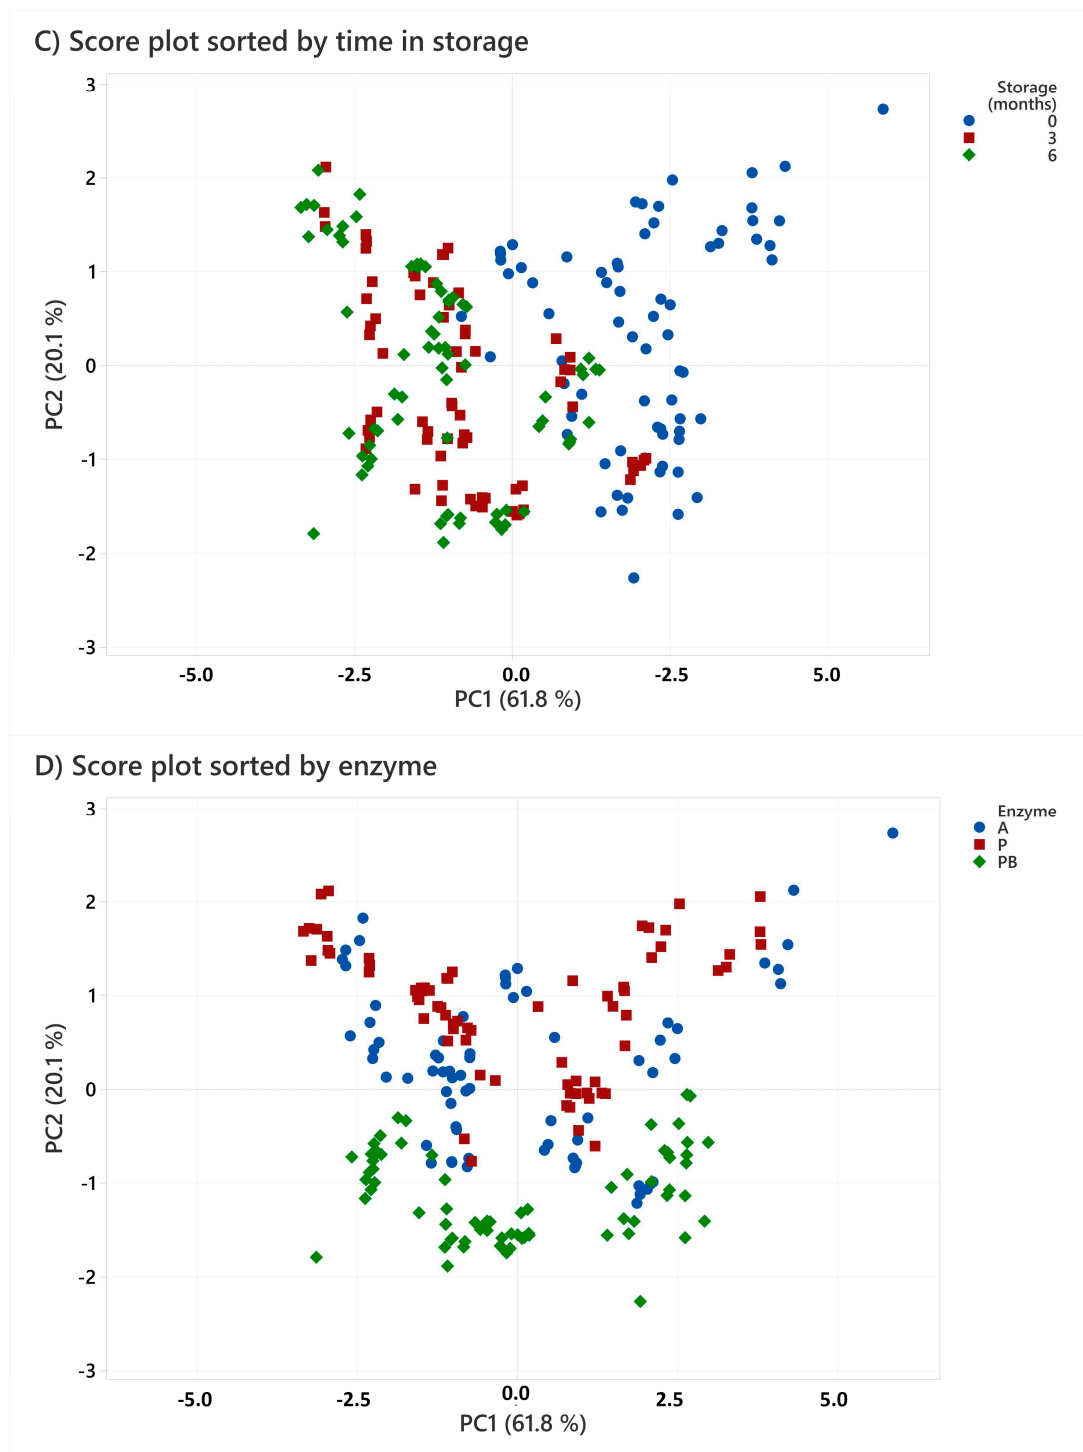 C) Score plot sorted by time in storage
Storage
(months)
0
3
6
3
2
1
0
-1
-2
-3
PC2 (20.1 %)
-5.0 -2.5 0.0 -2.5 5.0
PC1 (61.8 %)
D) Score plot sorted by enzyme
Enzyme
A
P
PB
3
2
1
0
-1
-2
-3
PC2 (20.1 %)
-5.0 -2.5 0.0 2.5 5.0
PC1 (61.8 %)